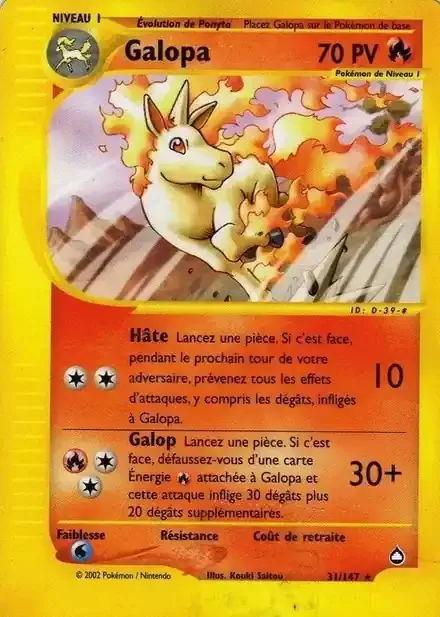 NIVEAU 1
Évolution de Ponyta Placez Galopa sur le Pokémon de base
Galopa 70 PV
Pokémon de Niveau 1
ID: D-39-#
Hâte Lancez une pièce. Si c'est face,
pendant le prochain tour de votre
adversaire, prévenez tous les effets
d'attaques, y compris les dégâts, infligés
à Galopa.
10
Galop Lancez une pièce. Si c'est
face, défaussez-vous d'une carte
Énergie attachée à Galopa et
cette attaque inflige 30 dégâts plus
20 dégâts supplémentaires.
30+
Faiblesse Résistance Coût de retraite
© 2002 Pokémon / Nintendo Illus. Kouki Saitou 31/147 ★